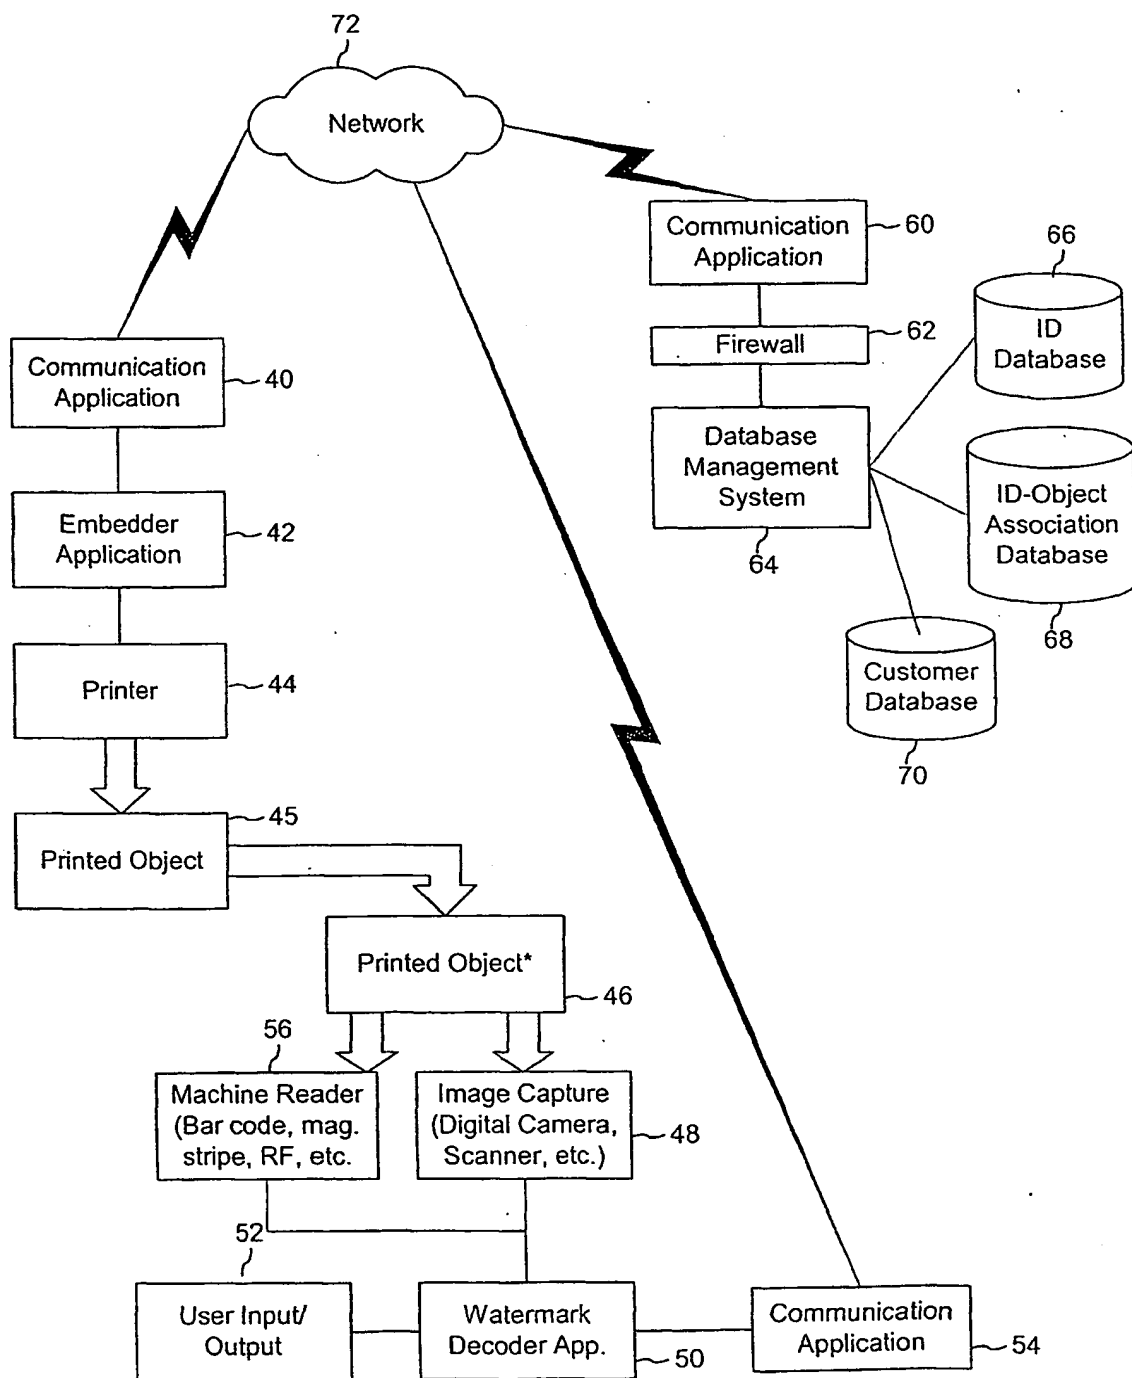 72
Network
Communication
Application
60
66
ID
Database
Firewall
62
Communication
Application
40
Database
Management
System
64
ID-Object
Association
Database
68
Embedder
Application
42
Customer
Database
70
Printer
44
45
Printed Object
Printed Object*
46
56
Machine Reader
(Bar code, mag.
stripe, RF, etc.
Image Capture
(Digital Camera,
Scanner, etc.)
48
52
User Input/
Output
Watermark
Decoder App.
50
Communication
Application
54